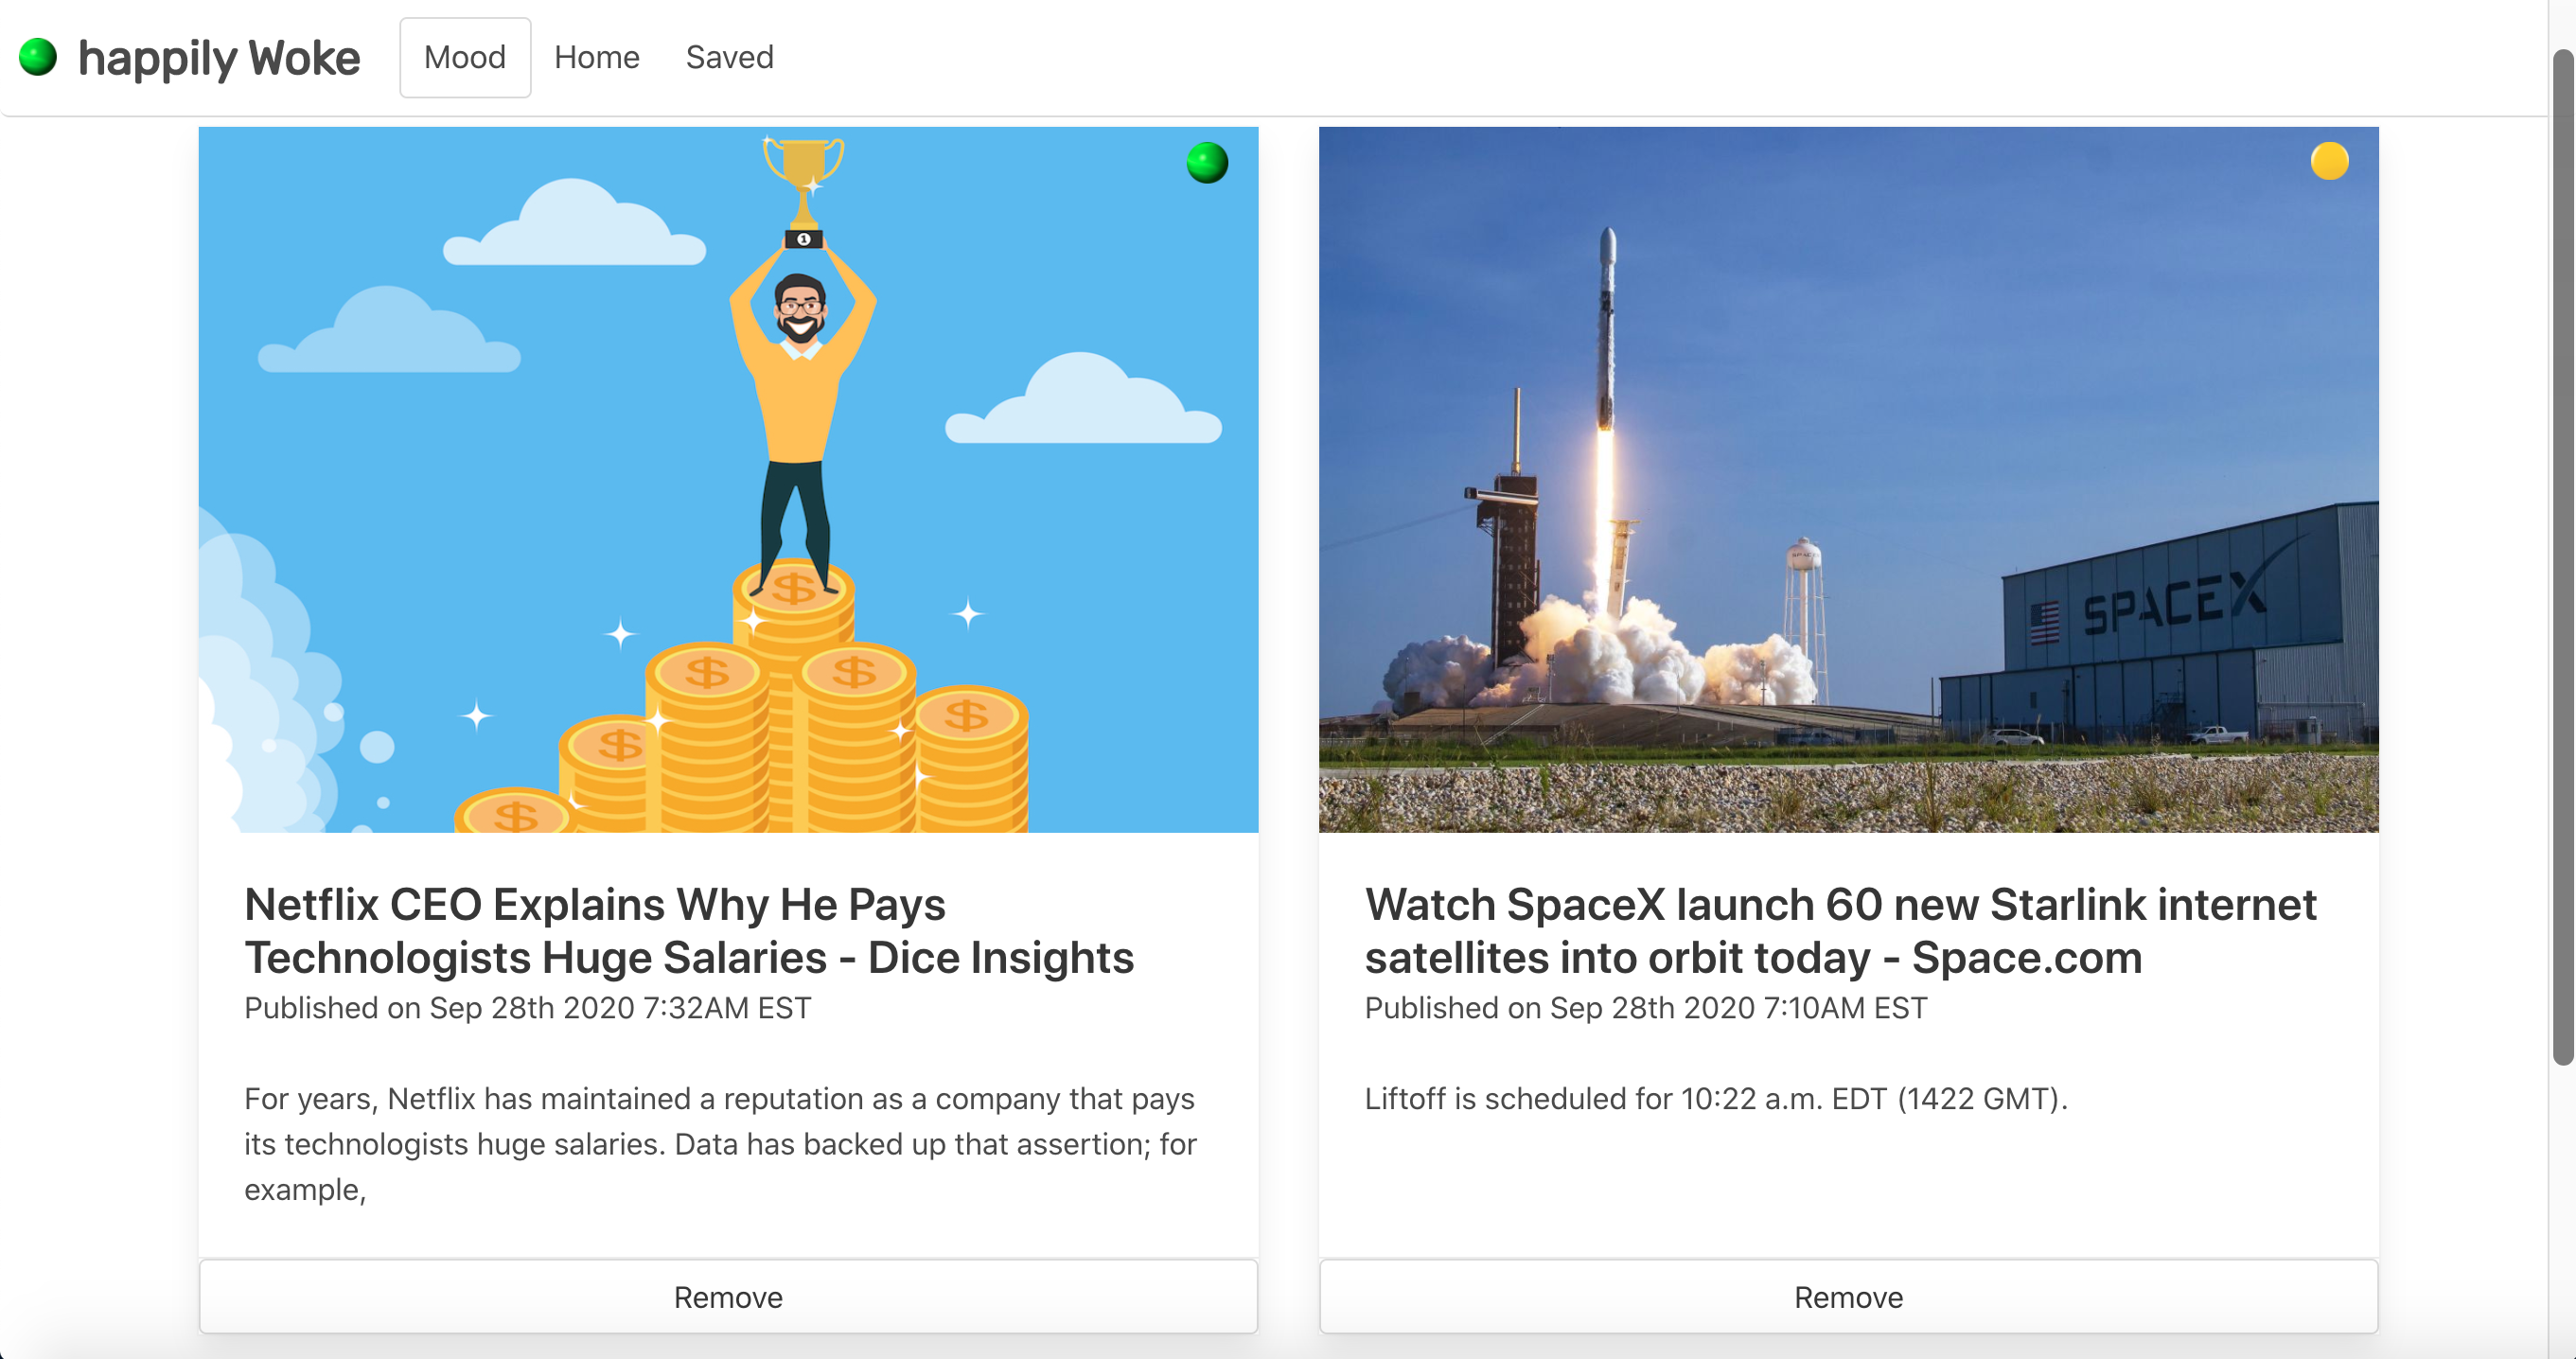 happily Woke
Mood
Home
Saved
1
$
$
$
$
$
Netflix CEO Explains Why He Pays
Technologists Huge Salaries - Dice Insights
Published on Sep 28th 2020 7:32AM EST
For years, Netflix has maintained a reputation as a company that pays
its technologists huge salaries. Data has backed up that assertion; for
example,
Remove
SPACEX
Watch SpaceX launch 60 new Starlink internet
satellites into orbit today - Space.com
Published on Sep 28th 2020 7:10AM EST
Liftoff is scheduled for 10:22 a.m. EDT (1422 GMT).
Remove